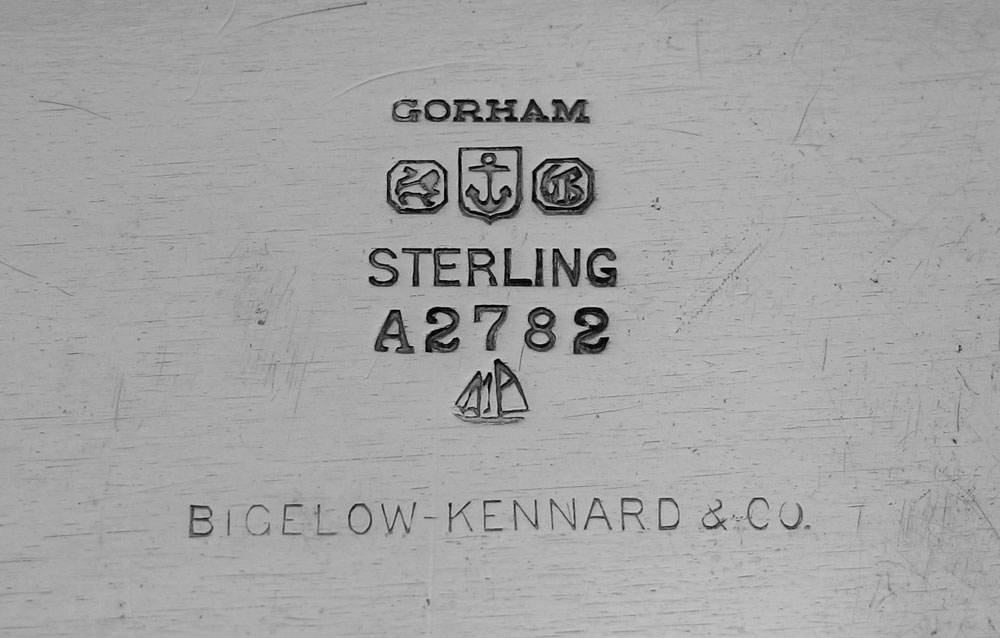 GORHAM
STERLING
A2782
BIGELOW-KENNARD & CO.